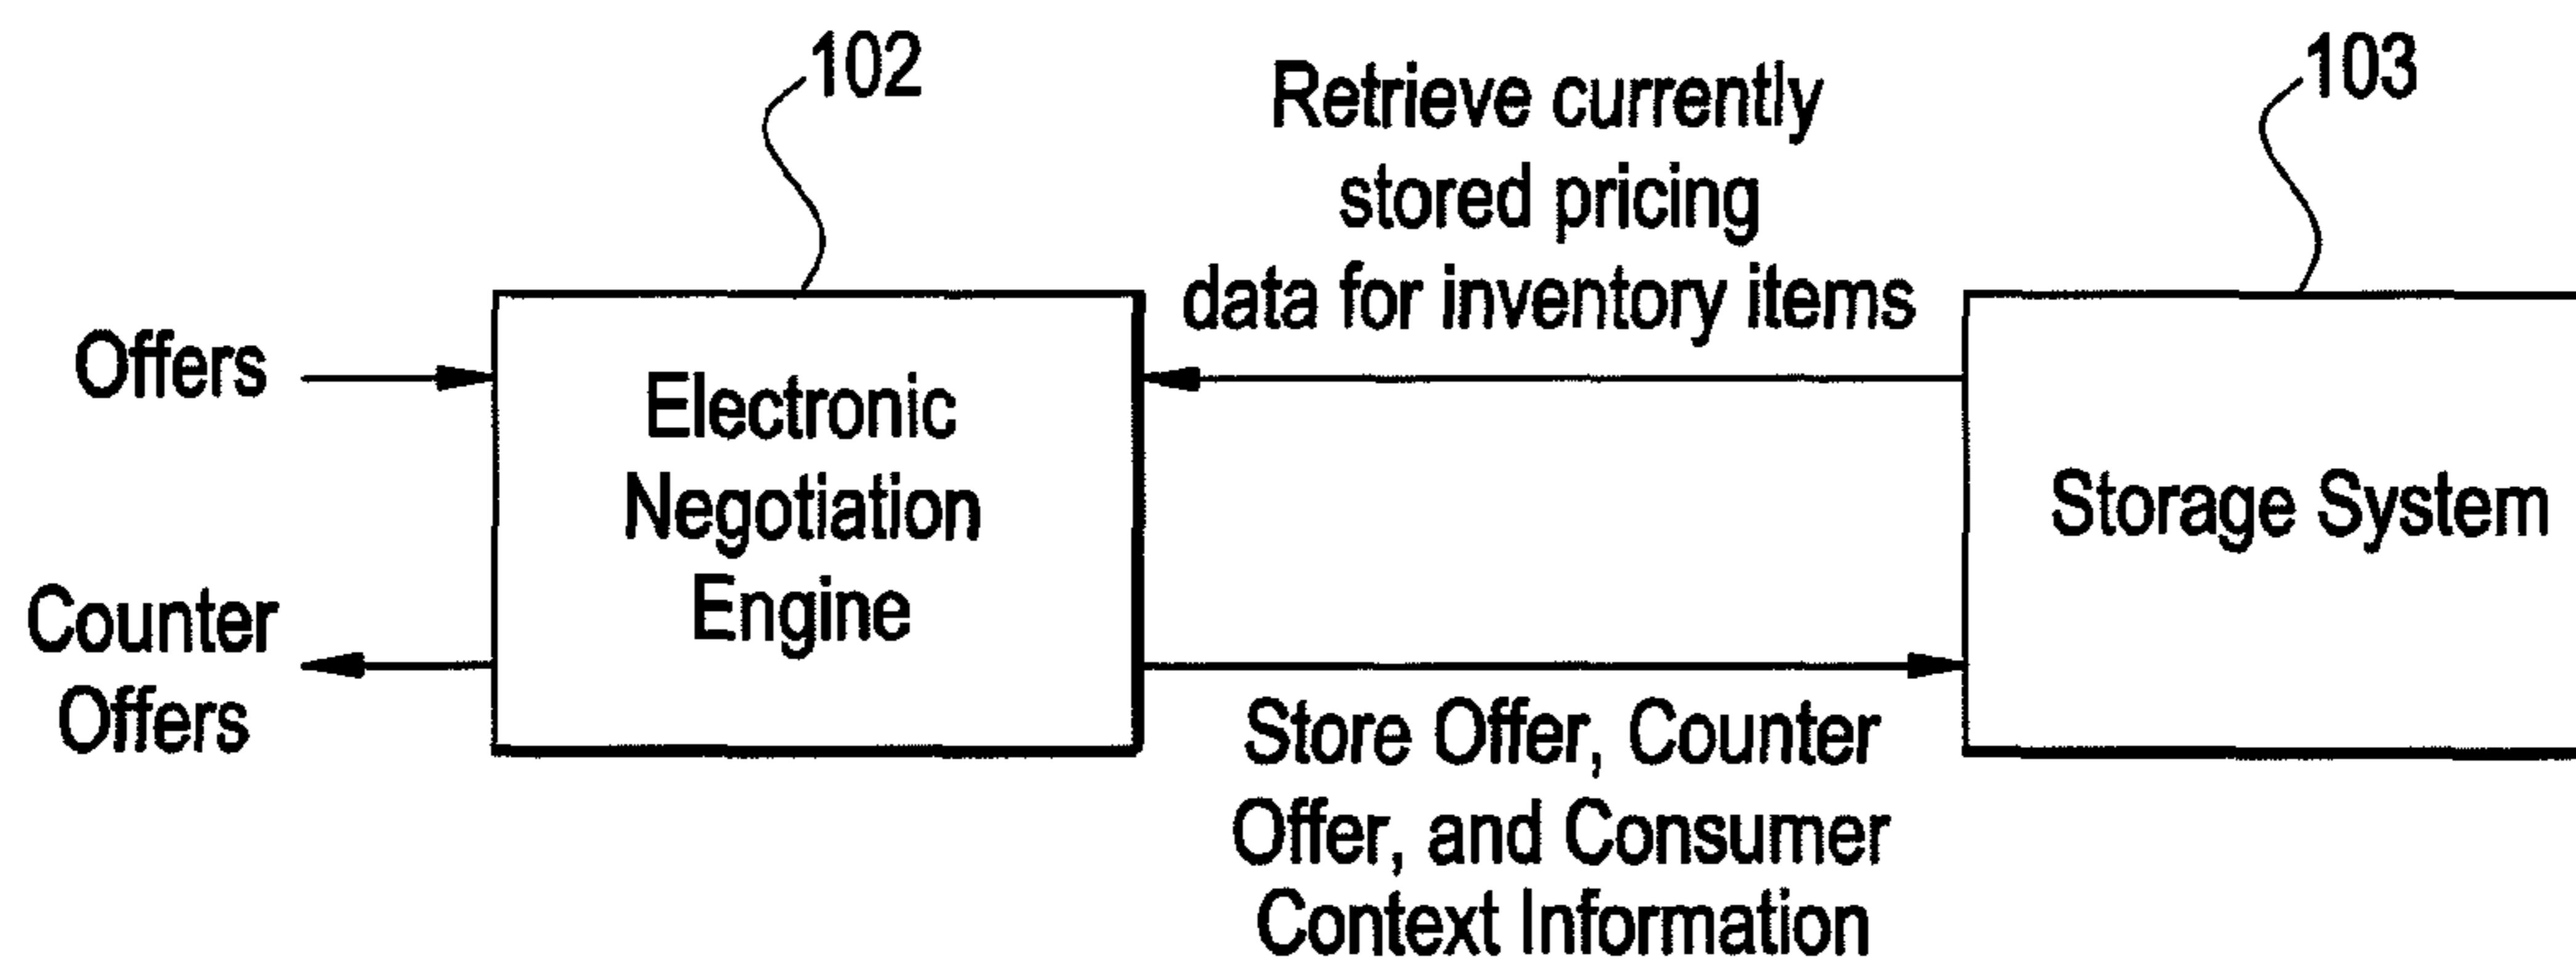 102
103
Retrieve currently
stored pricing
data for inventory items
Offers
Electronic
Negotiation
Engine
Storage System
Counter
Offers
Store Offer, Counter
Offer, and Consumer
Context Information